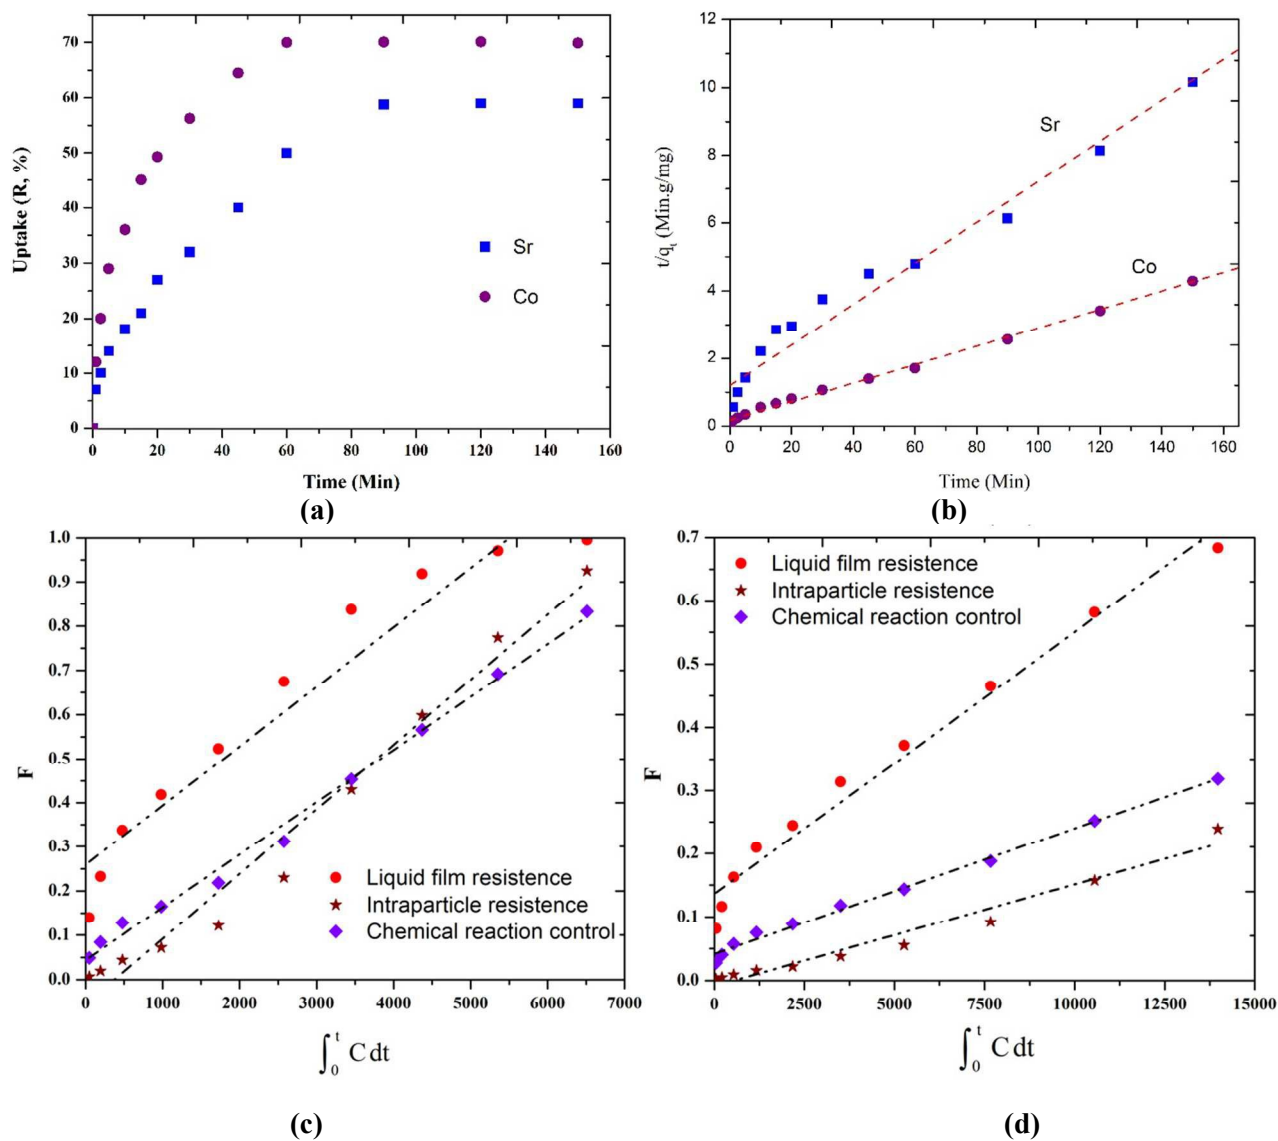 70
60
50
40
30
20
10
0
Uptake (R, %)
Sr
Co
0 20 40 60 80 100 120 140 160
Time (Min)
(a)
12
10
8
6
4
2
0
t/qt (Min.g/mg)
Sr
Co
0 20 40 60 80 100 120 140 160
Time (Min)
(b)
1.0
0.9
0.8
0.7
0.6
0.5
0.4
0.3
0.2
0.1
0.0
F
Liquid film resistence
Intraparticle resistence
Chemical reaction control
0 1000 2000 3000 4000 5000 6000 7000
∫0t C dt
(c)
0.7
0.6
0.5
0.4
0.3
0.2
0.1
0.0
F
Liquid film resistence
Intraparticle resistence
Chemical reaction control
0 2500 5000 7500 10000 12500 15000
∫0t C dt
(d)